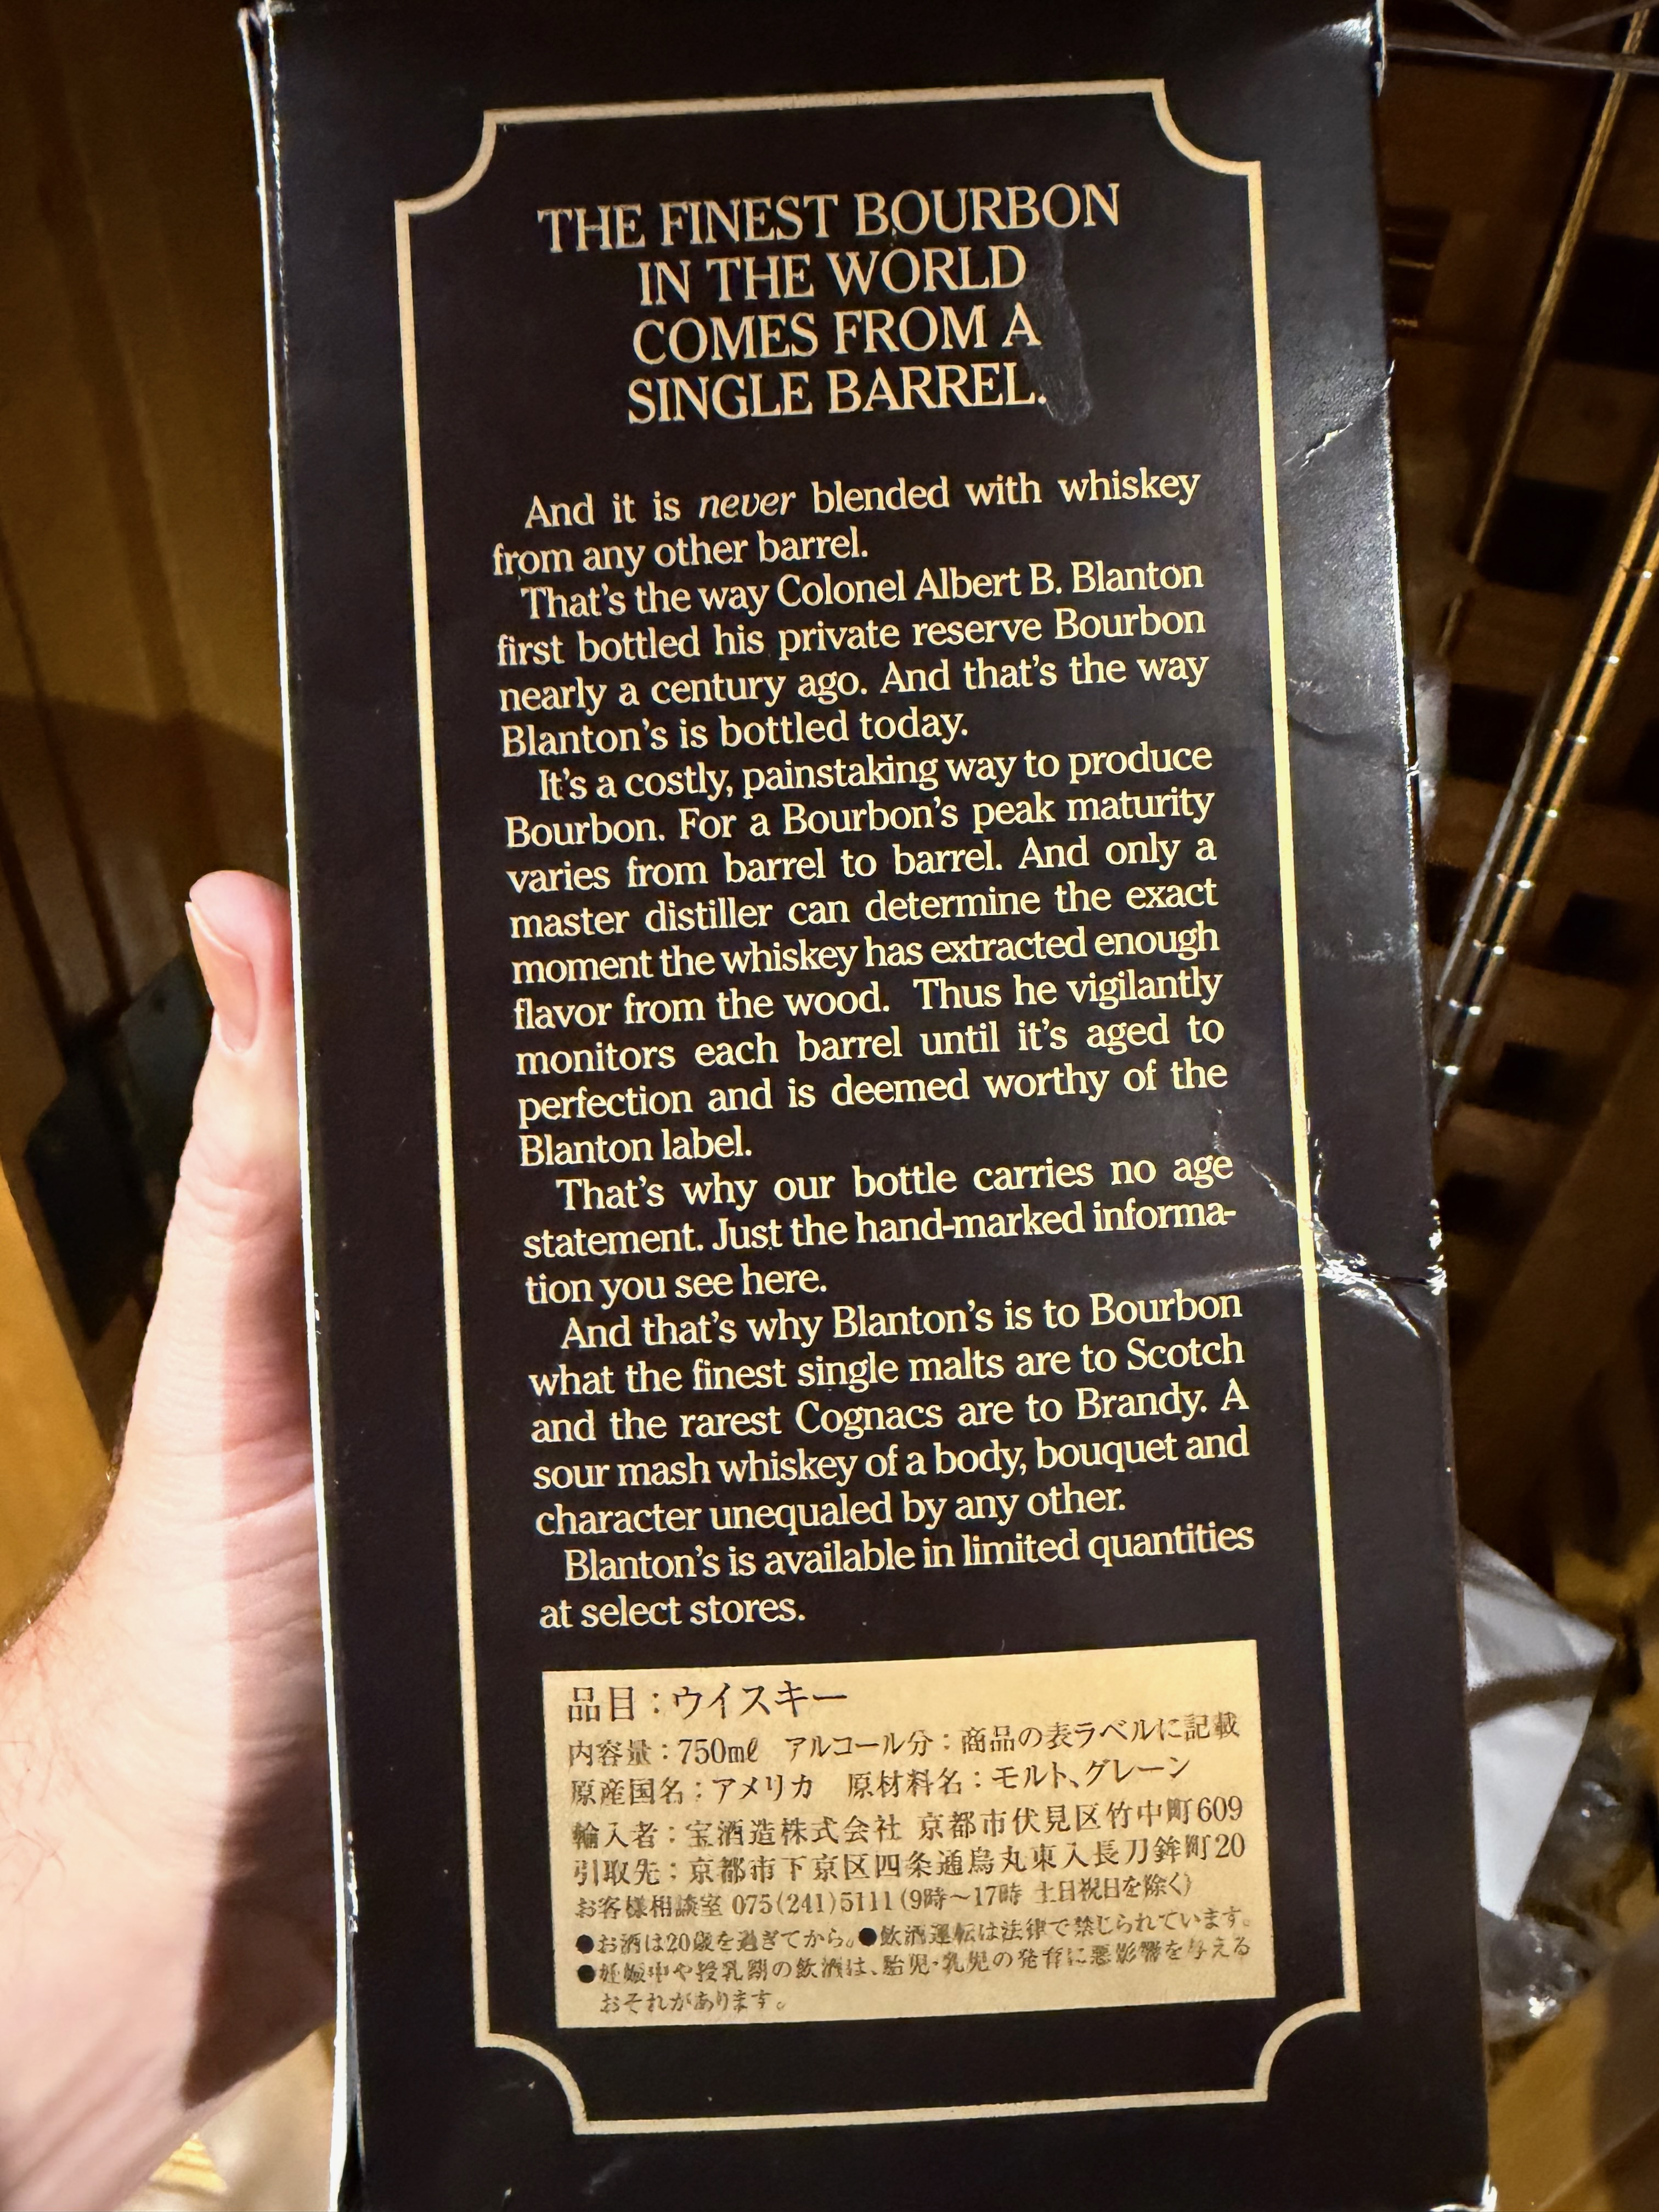 THE FINEST BOURBON
IN THE WORLD
COMES FROM A
SINGLE BARREL.
And it is never blended with whiskey
from any other barrel.
That's the way Colonel Albert B. Blanton
first bottled his private reserve Bourbon
nearly a century ago. And that's the way
Blanton's is bottled today.
It's a costly, painstaking way to produce
Bourbon. For a Bourbon's peak maturity
varies from barrel to barrel. And only a
master distiller can determine the exact
moment the whiskey has extracted enough
flavor from the wood. Thus he vigilantly
monitors each barrel until it's aged to
perfection and is deemed worthy of the
Blanton label.
That's why our bottle carries no age
statement. Just the hand-marked informa-
tion you see here.
And that's why Blanton's is to Bourbon
what the finest single malts are to Scotch
and the rarest Cognacs are to Brandy. A
sour mash whiskey of a body, bouquet and
character unequaled by any other.
Blanton's is available in limited quantities
at select stores.
品目：ウイスキー
内容量：750mℓ アルコール分：商品の表ラベルに記載
原産国名：アメリカ 原材料名：モルト、グレーン
輸入者：宝酒造株式会社 京都市伏見区竹中町609
引取先：京都市下京区四条通烏丸東入長刀鉾町20
お客様相談室 075(241)5111(9時〜17時 土日祝日を除く)
●お酒は20歳を過ぎてから。●飲酒運転は法律で禁じられています。
●妊娠中や授乳期の飲酒は、胎児・乳児の発育に悪影響を与える
おそれがあります。